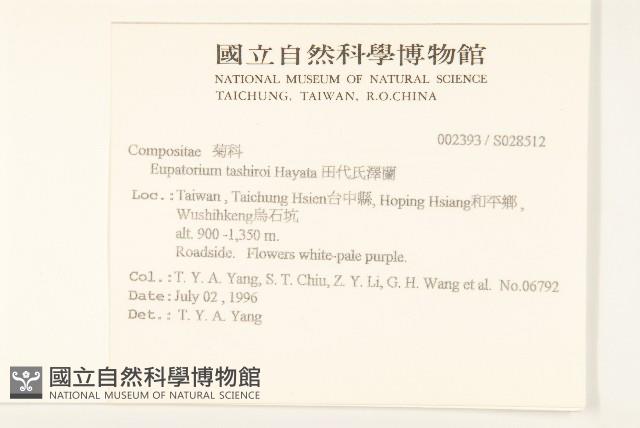 國立自然科學博物館
NATIONAL MUSEUM OF NATURAL SCIENCE
TAICHUNG, TAIWAN, R.O.CHINA
002393 / S028512
Compositae 菊科
Eupatorium tashiroi Hayata 田代氏澤蘭
Loc.: Taiwan , Taichung Hsien台中縣, Hoping Hsiang和平鄉 ,
Wushihkeng烏石坑
alt. 900 -1,350 m.
Roadside. Flowers white-pale purple.
Col.: T. Y. A. Yang, S. T. Chiu, Z. Y. Li, G. H. Wang et al. No.06792
Date: July 02 , 1996
Det.: T. Y. A. Yang
國立自然科學博物館
NATIONAL MUSEUM OF NATURAL SCIENCE